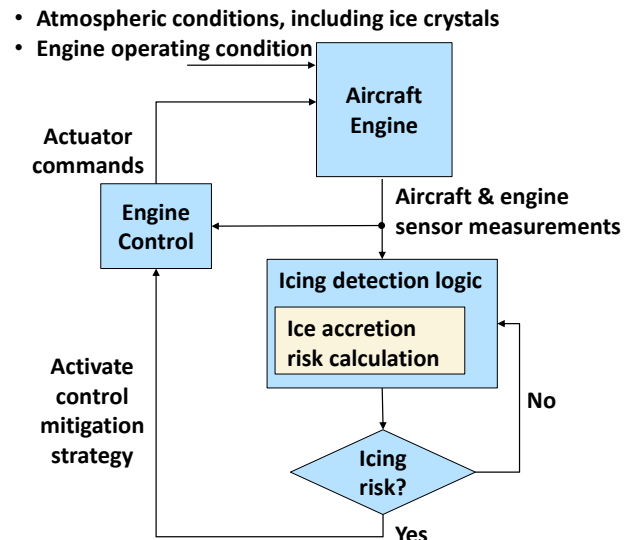 • Atmospheric conditions, including ice crystals
• Engine operating condition
Aircraft
Engine
Actuator
commands
Engine
Control
Aircraft & engine
sensor measurements
Icing detection logic
Ice accretion
risk calculation
Activate
control
mitigation
strategy
No
Icing
risk?
Yes